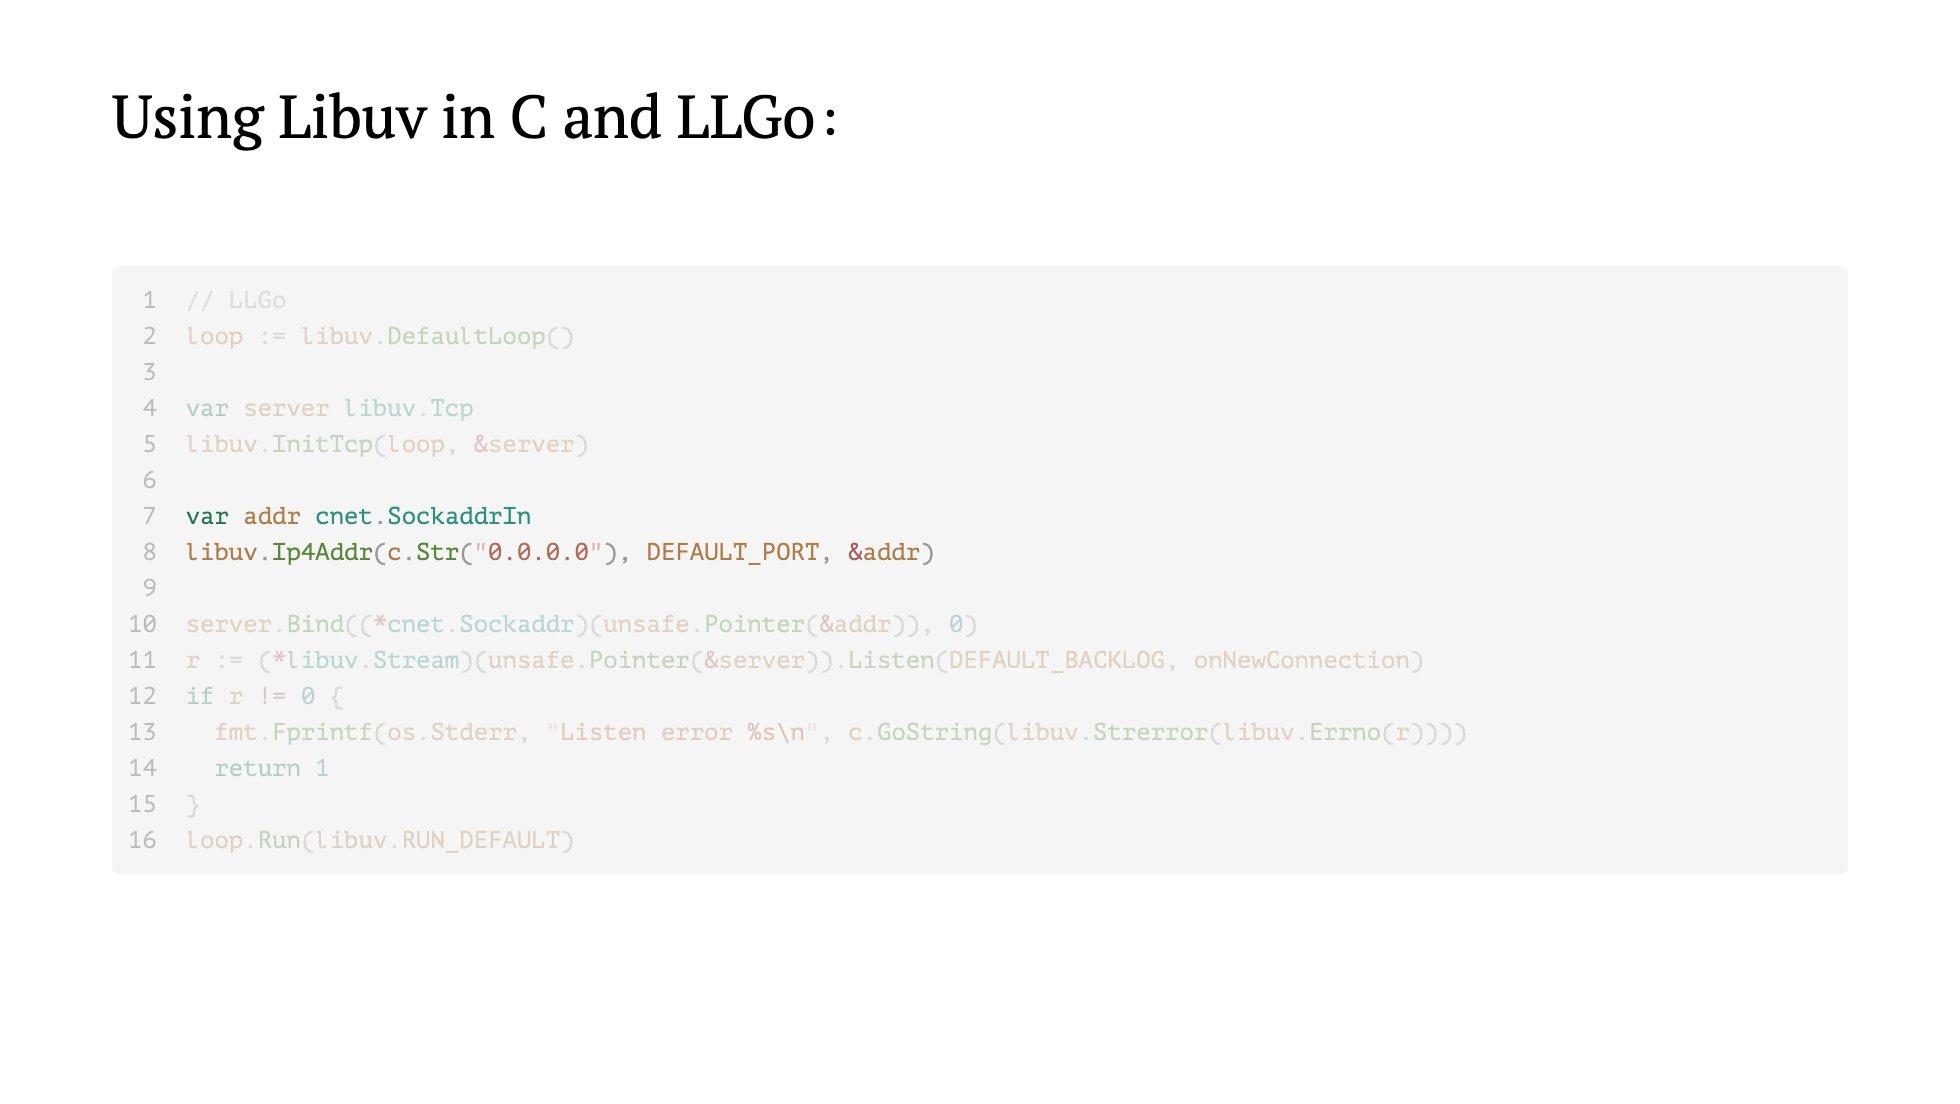 Using Libuv in C and LLGo:
1 // LLGo
2 loop := libuv.DefaultLoop()
3
4 var server libuv.Tcp
5 libuv.InitTcp(loop, &server)
6
7 var addr cnet.SockaddrIn
8 libuv.Ip4Addr(c.Str("0.0.0.0"), DEFAULT_PORT, &addr)
9
10 server.Bind((*cnet.Sockaddr)(unsafe.Pointer(&addr)), 0)
11 r := (*libuv.Stream)(unsafe.Pointer(&server)).Listen(DEFAULT_BACKLOG, onNewConnection)
12 if r != 0 {
13   fmt.Fprintf(os.Stderr, "Listen error %s\n", c.GoString(libuv.Strerror(libuv.Errno(r))))
14   return 1
15 }
16 loop.Run(libuv.RUN_DEFAULT)